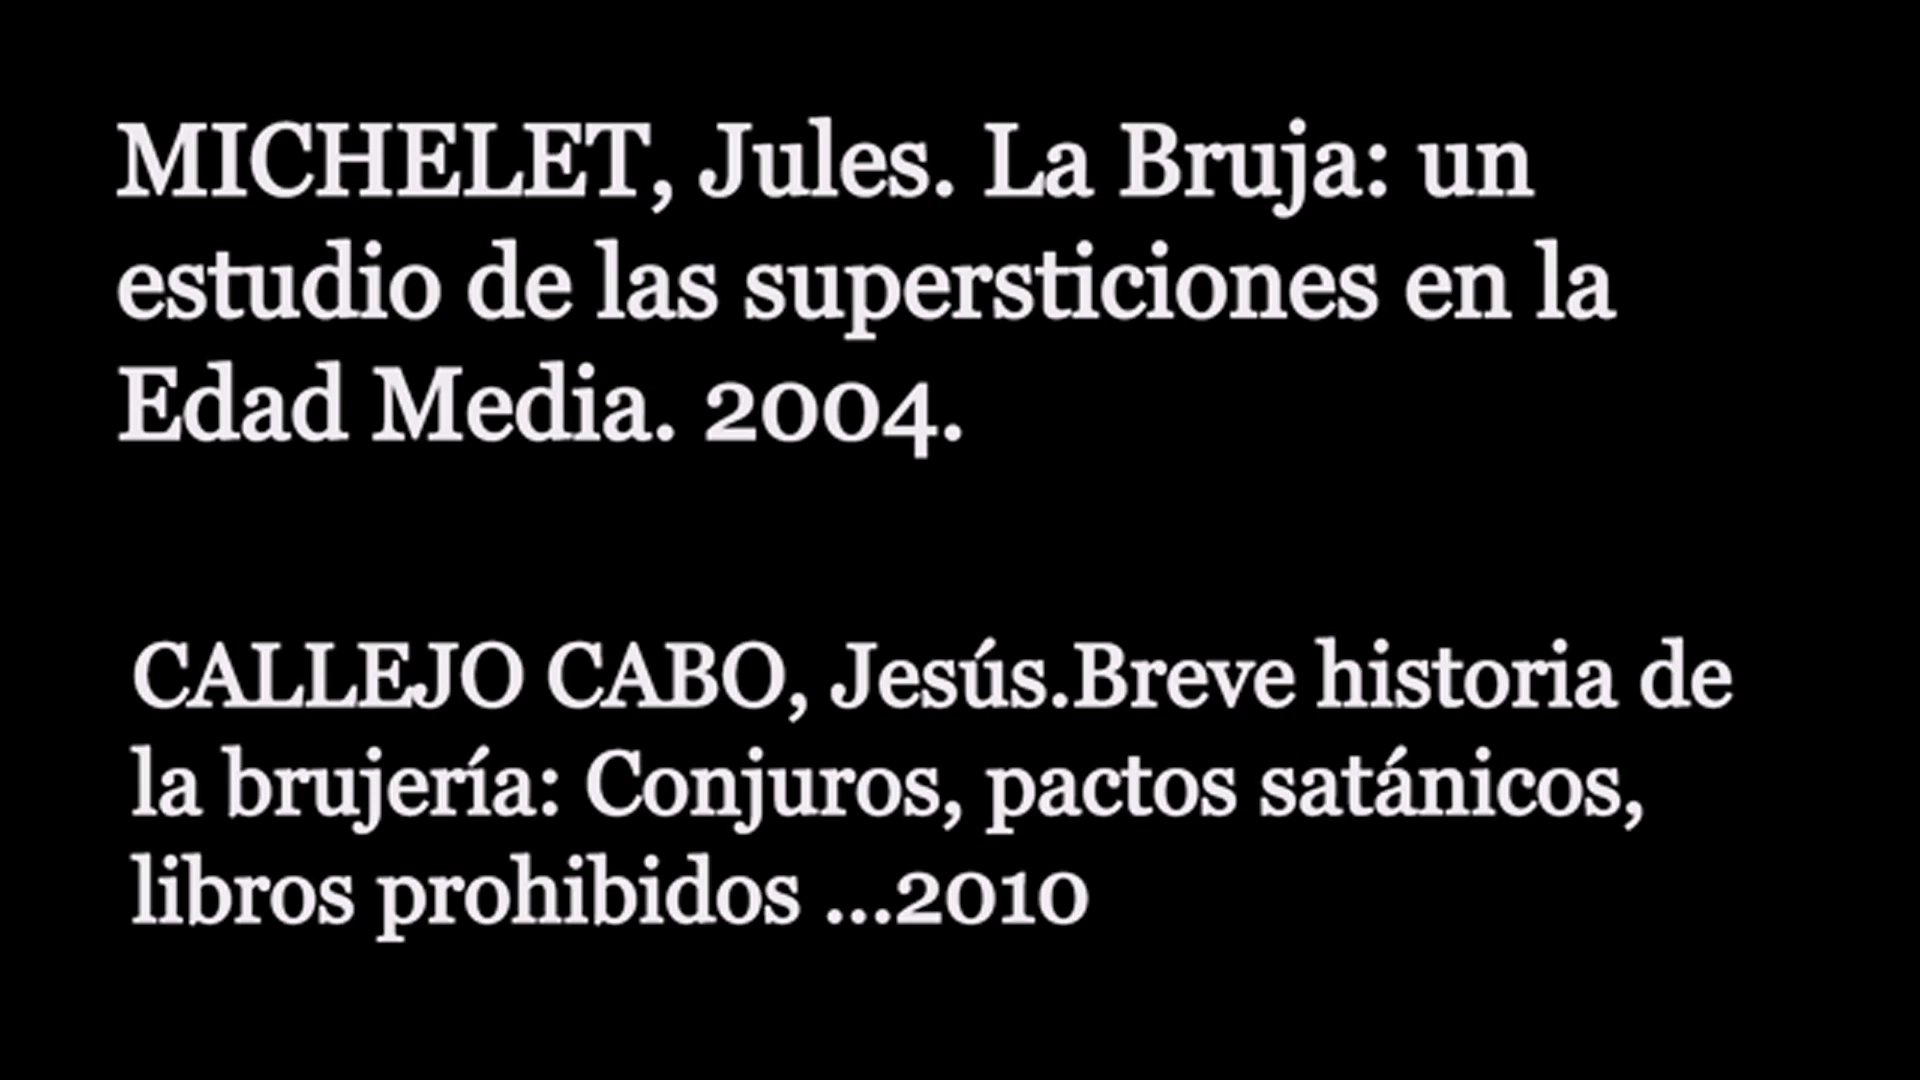 MICHELET, Jules. La Bruja: un
estudio de las supersticiones en la
Edad Media. 2004.
CALLEJO CABO, Jesús.Breve historia de
la brujería: Conjuros, pactos satánicos,
libros prohibidos ...2010